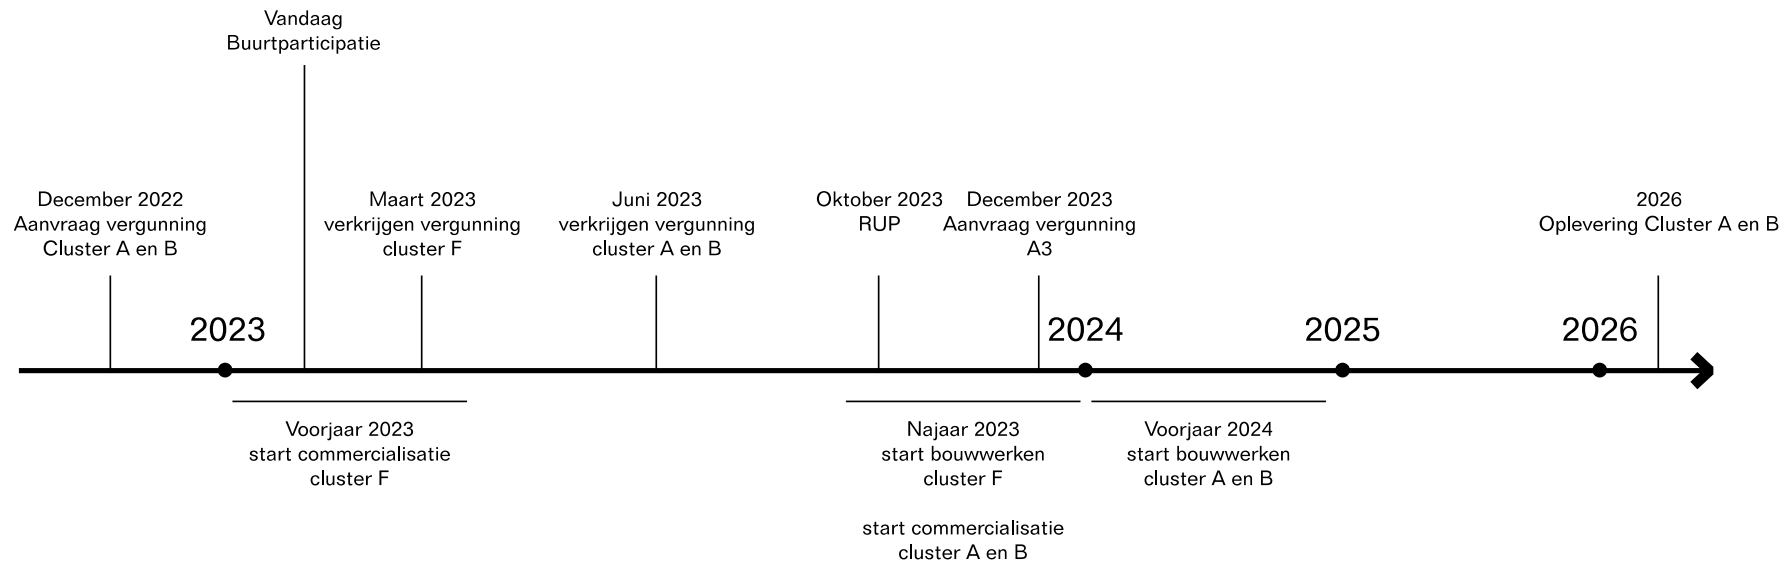 Vandaag
Buurtparticipatie
December 2022
Aanvraag vergunning
Cluster A en B
Maart 2023
verkrijgen vergunning
cluster F
Juni 2023
verkrijgen vergunning
cluster A en B
Oktober 2023
RUP
December 2023
Aanvraag vergunning
A3
2026
Oplevering Cluster A en B
2023
2024
2025
2026
Voorjaar 2023
start commercialisatie
cluster F
Najaar 2023
start bouwwerken
cluster F
start commercialisatie
cluster A en B
Voorjaar 2024
start bouwwerken
cluster A en B